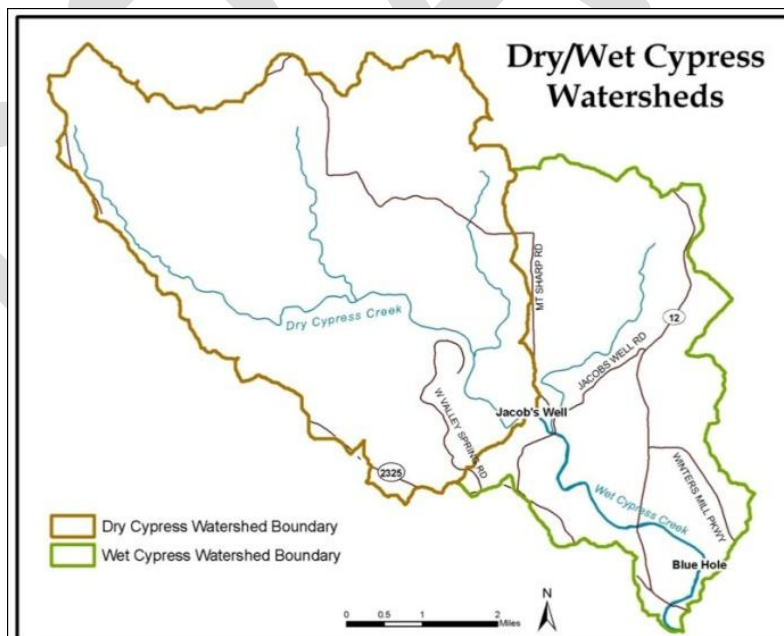 Dry/Wet Cypress
Watersheds
MT SHARP RD
12
Dry Cypress Creek
JACOBS WELL RD
Jacob's Well
W VALLEY SPRING RD
2325
WINTERS MILL PKWY
Wet Cypress Creek
Dry Cypress Watershed Boundary
Wet Cypress Watershed Boundary
Blue Hole
N
0 0.5 1 2
Miles